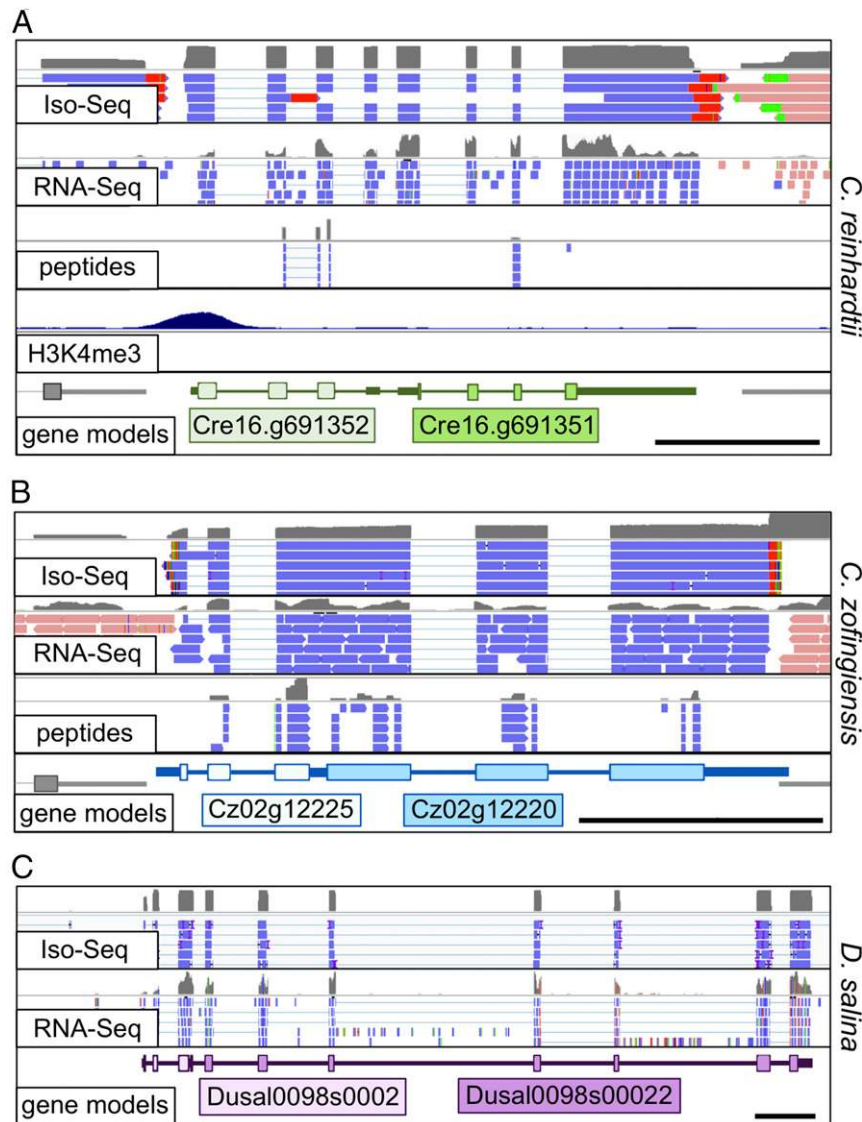 A
Iso-Seq
RNA-Seq
peptides
H3K4me3
gene models
Cre16.g691352
Cre16.g691351
C. reinhardtii
B
Iso-Seq
RNA-Seq
peptides
gene models
Cz02g12225
Cz02g12220
C. zofingiensis
C
Iso-Seq
RNA-Seq
gene models
Dusal0098s0002
Dusal0098s00022
D. salina